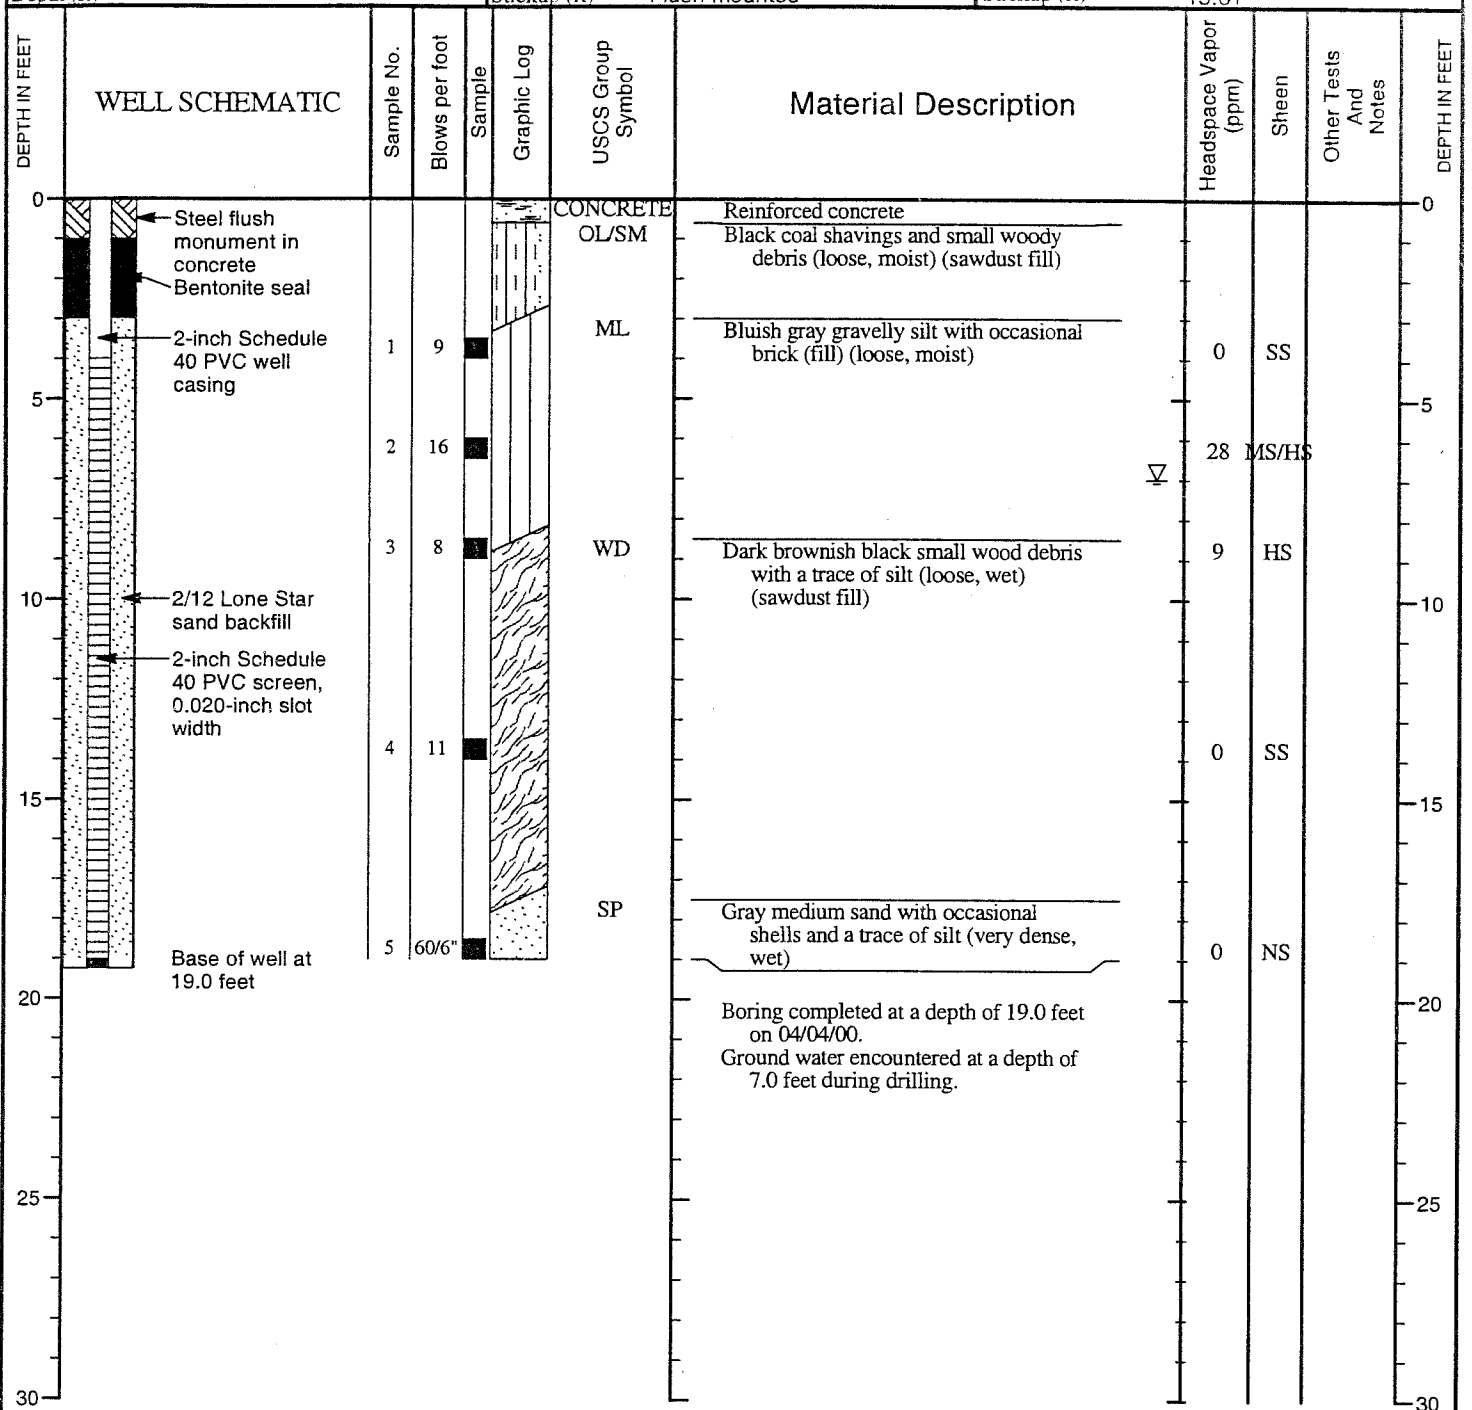 Flush mounted
DEPTH IN FEET
WELL SCHEMATIC
Sample No.
Blows per foot
Sample
Graphic Log
USCS Group
Symbol
Material Description
Headspace Vapor
(ppm)
Sheen
Other Tests
And
Notes
DEPTH IN FEET
0
Steel flush
monument in
concrete
Bentonite seal
CONCRETE
Reinforced concrete
0
OL/SM
Black coal shavings and small woody
debris (loose, moist) (sawdust fill)
2-inch Schedule
40 PVC well
casing
1 9
ML
Bluish gray gravelly silt with occasional
brick (fill) (loose, moist)
0 SS
5
5
2 16
28 MS/HS
3 8
WD
Dark brownish black small wood debris
with a trace of silt (loose, wet)
(sawdust fill)
9 HS
10
2/12 Lone Star
sand backfill
10
2-inch Schedule
40 PVC screen,
0.020-inch slot
width
4 11
0 SS
15
15
SP
Gray medium sand with occasional
shells and a trace of silt (very dense,
wet)
5 60/6"
0 NS
Base of well at
19.0 feet
20
20
Boring completed at a depth of 19.0 feet
on 04/04/00.
Ground water encountered at a depth of
7.0 feet during drilling.
25
25
30
30